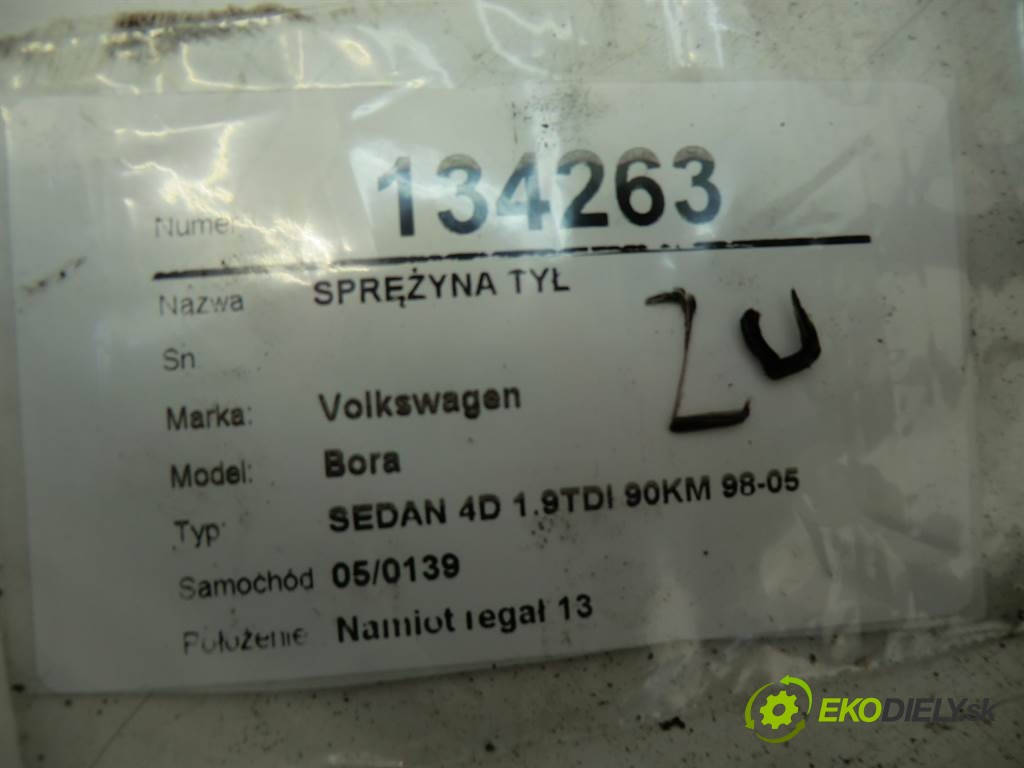 Numer 134263
Nazwa SPRĘŻYNA TYŁ
Sn
Marka: Volkswagen
Model: Bora
Typ: SEDAN 4D 1.9TDI 90KM 98-05
Samochód 05/0139
Położenie Namiot regał 13
EKODIELY.sk